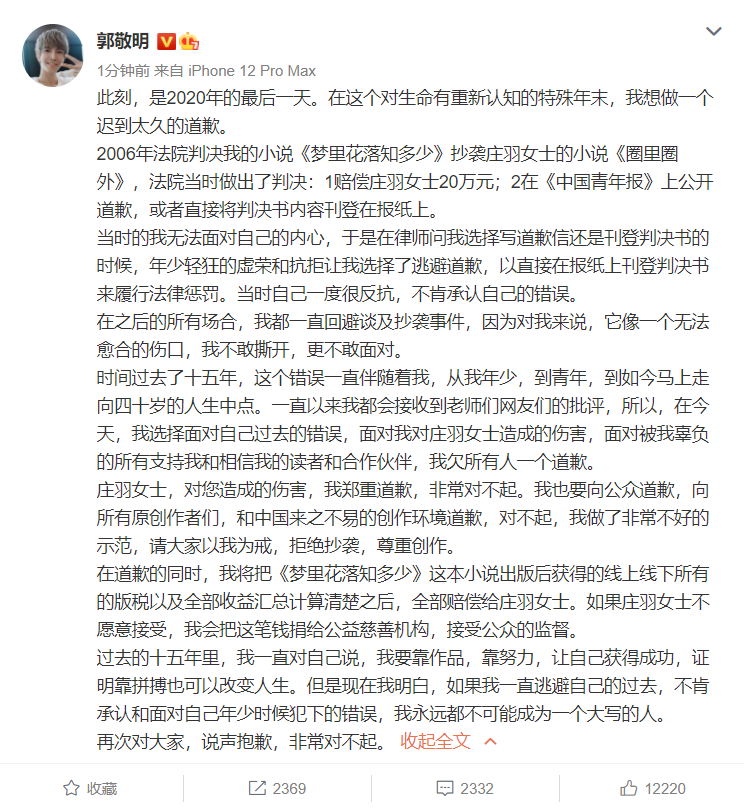 郭敬明
1分钟前 来自 iPhone 12 Pro Max
此刻，是2020年的最后一天。在这个对生命有重新认知的特殊年末，我想做一个
迟到太久的道歉。
2006年法院判决我的小说《梦里花落知多少》抄袭庄羽女士的小说《圈里圈
外》，法院当时做出了判决：1赔偿庄羽女士20万元；2在《中国青年报》上公开
道歉，或者直接将判决书内容刊登在报纸上。
当时的我无法面对自己的内心，于是在律师问我选择写道歉信还是刊登判决书的
时候，年少轻狂的虚荣和抗拒让我选择了逃避道歉，以直接在报纸上刊登判决书
来履行法律惩罚。当时自己一度很反抗，不肯承认自己的错误。
在之后的所有场合，我都一直回避谈及抄袭事件，因为对我来说，它像一个无法
愈合的伤口，我不敢撕开，更不敢面对。
时间过去了十五年，这个错误一直伴随着我，从我年少，到青年，到如今马上走
向四十岁的人生中点。一直以来我都会接收到老师们网友们的批评，所以，在今
天，我选择面对自己过去的错误，面对我对庄羽女士造成的伤害，面对被我辜负
的所有支持我和相信我的读者和合作伙伴，我欠所有人一个道歉。
庄羽女士，对您造成的伤害，我郑重道歉，非常对不起。我也要向公众道歉，向
所有原创作者们，和中国来之不易的创作环境道歉，对不起，我做了非常不好的
示范，请大家以我为戒，拒绝抄袭，尊重创作。
在道歉的同时，我将把《梦里花落知多少》这本小说出版后获得的线上线下所有
的版税以及全部收益汇总计算清楚之后，全部赔偿给庄羽女士。如果庄羽女士不
愿意接受，我会把这笔钱捐给公益慈善机构，接受公众的监督。
过去的十五年里，我一直对自己说，我要靠作品，靠努力，让自己获得成功，证
明靠拼搏也可以改变人生。但是现在我明白，如果我一直逃避自己的过去，不肯
承认和面对自己年少时候犯下的错误，我永远都不可能成为一个大写的人。
再次对大家，说声抱歉，非常对不起。 收起全文
收藏 2369 2332 12220